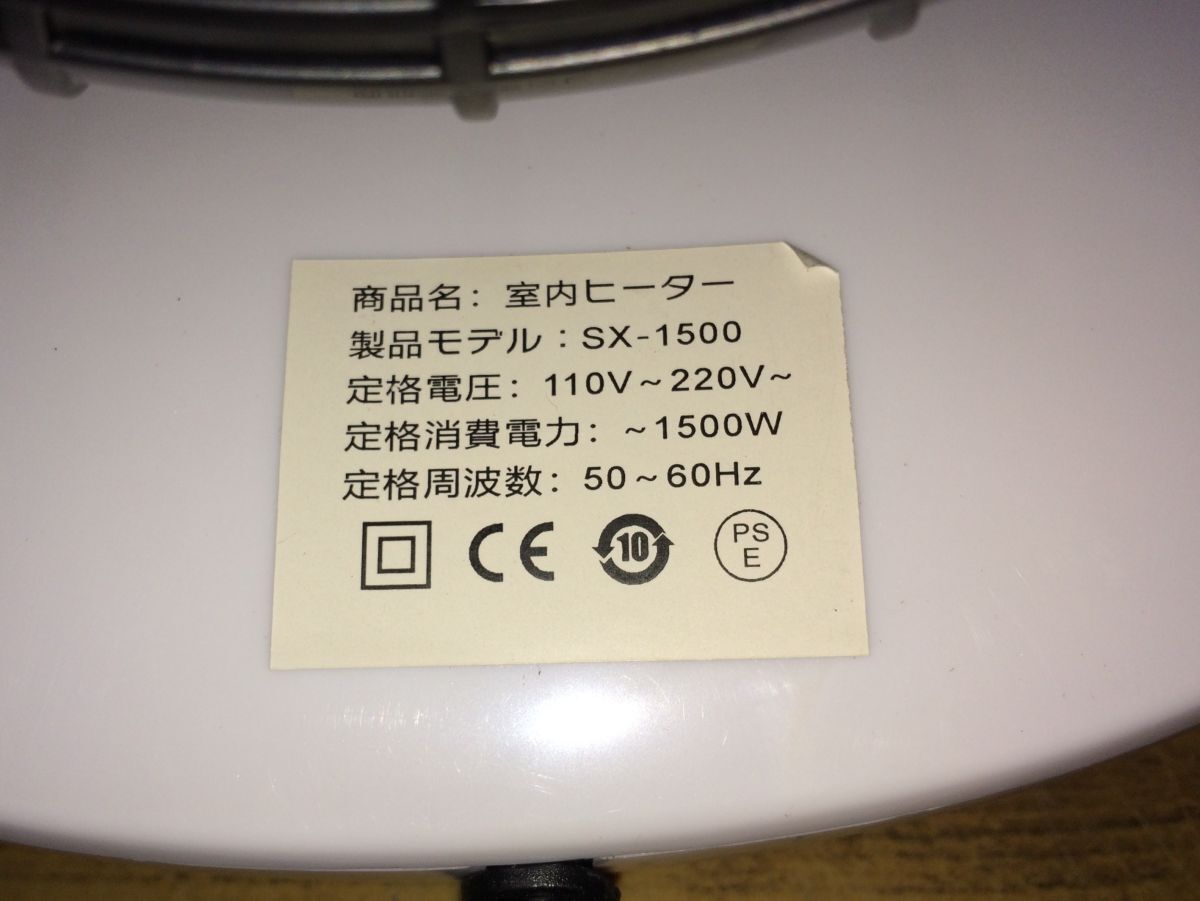 商品名: 室内ヒーター
製品モデル:SX-1500
定格電圧: 110V~220V~
定格消費電力: ~1500W
定格周波数: 50~60Hz
CE 10 PS E